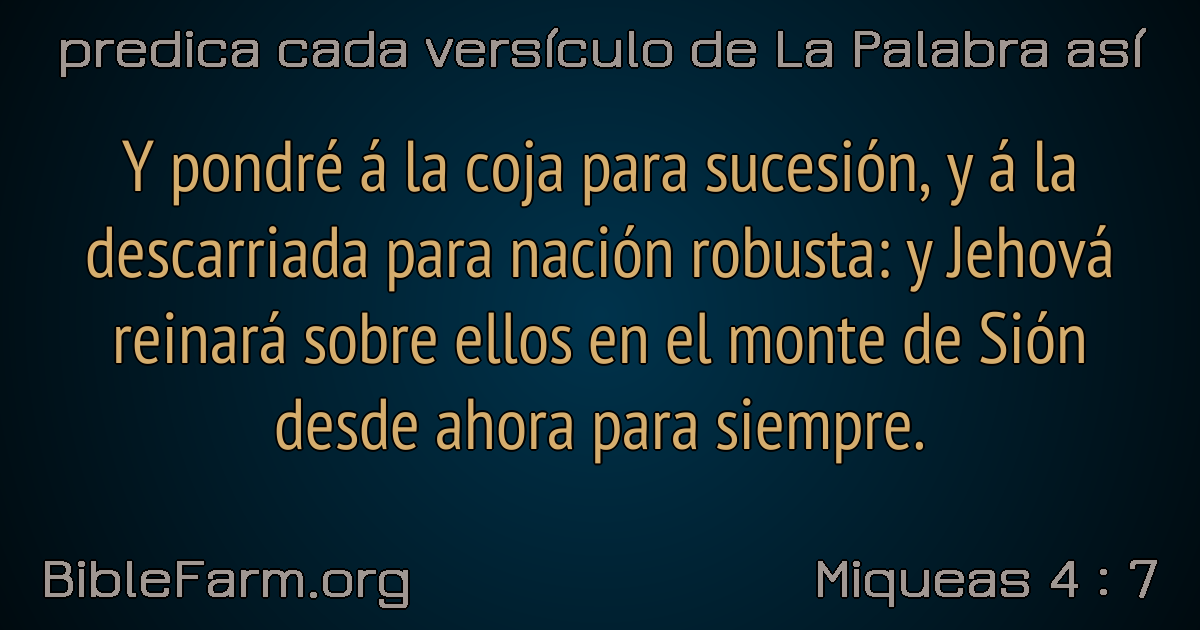 predica cada versículo de La Palabra así
Y pondré á la coja para sucesión, y á la
descarriada para nación robusta: y Jehová
reinará sobre ellos en el monte de Sión
desde ahora para siempre.
BibleFarm.org
Miqueas 4 : 7